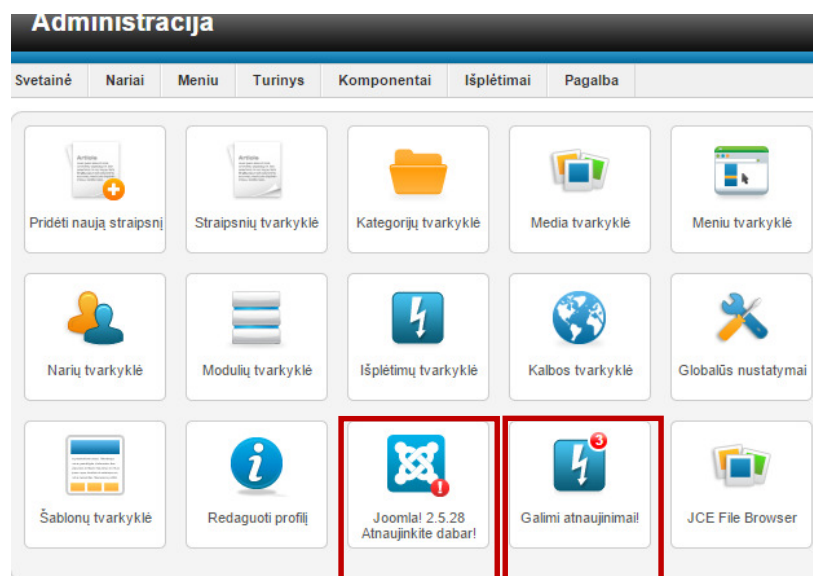 Administracija
Svetainė Nariai Meniu Turinys Komponentai Išplėtimai Pagalba
Pridėti naują straipsnį
Straipsnių tvarkyklė
Kategorijų tvarkyklė
Media tvarkyklė
Meniu tvarkyklė
Narių tvarkyklė
Modulių tvarkyklė
Išplėtimų tvarkyklė
Kalbos tvarkyklė
Globalūs nustatymai
Šablonų tvarkyklė
Redaguoti profilį
Joomla! 2.5.28
Atnaujinkite dabar!
3
Galimi atnaujinimai!
JCE File Browser